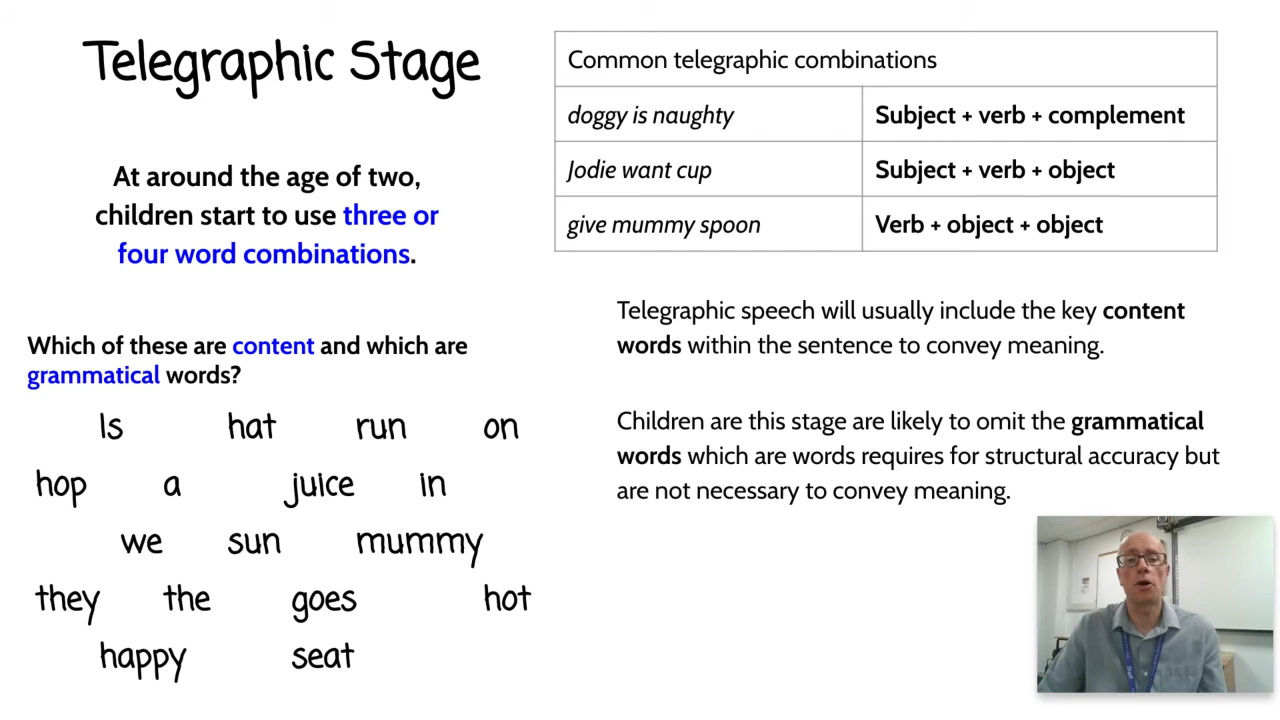 Telegraphic Stage
At around the age of two,
children start to use three or
four word combinations.
Which of these are content and which are
grammatical words?
Is hat run on
hop a juice in
we sun mummy
they the goes hot
happy seat
Common telegraphic combinations
doggy is naughty Subject + verb + complement
Jodie want cup Subject + verb + object
give mummy spoon Verb + object + object
Telegraphic speech will usually include the key content
words within the sentence to convey meaning.
Children are this stage are likely to omit the grammatical
words which are words requires for structural accuracy but
are not necessary to convey meaning.